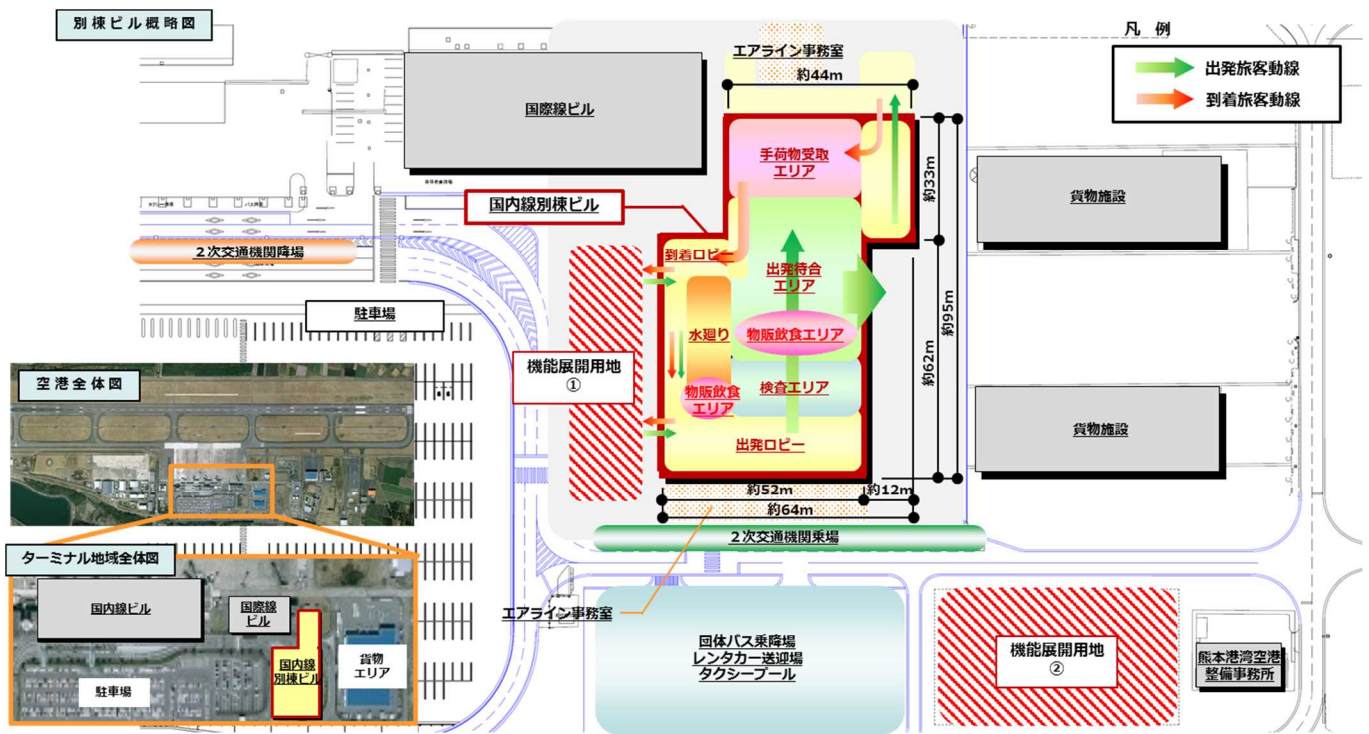 別棟ビル概略図
エアライン事務室
約44m
凡 例
出発旅客動線
到着旅客動線
国際線ビル
手荷物受取
エリア
約33m
貨物施設
国内線別棟ビル
2次交通機関降場
到着ロビー
出発待合
エリア
約95m
駐車場
水廻り
物販飲食エリア
約62m
機能展開用地
①
空港全体図
物販飲食
エリア
検査エリア
貨物施設
出発ロビー
約52m
約12m
約64m
2次交通機関乗場
ターミナル地域全体図
国内線ビル
国際線
ビル
国内線
別棟ビル
貨物
エリア
駐車場
エアライン事務室
団体バス乗降場
レンタカー送迎場
タクシープール
機能展開用地
②
熊本港湾空港
整備事務所